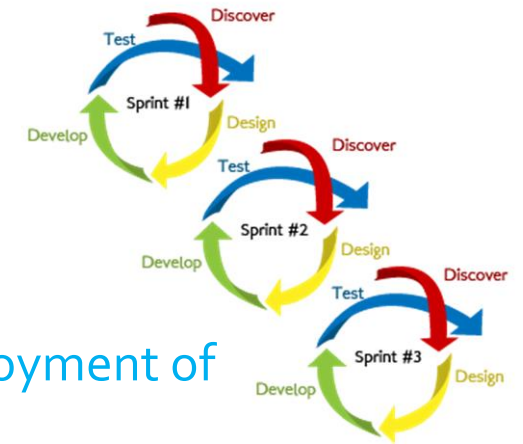 Discover
Test
Sprint #1
Design
Develop
Discover
Test
Sprint #2
Design
Develop
Discover
Test
Sprint #3
Design
Develop
oyment of